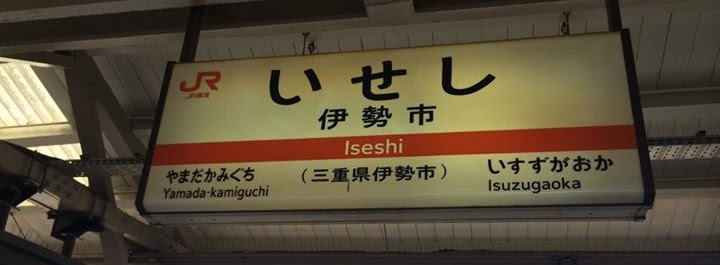 JR
JR東海
いせし
伊勢市
Iseshi
やまだかみぐち
Yamada-kamiguchi
(三重県伊勢市)
いすずがおか
Isuzugaoka